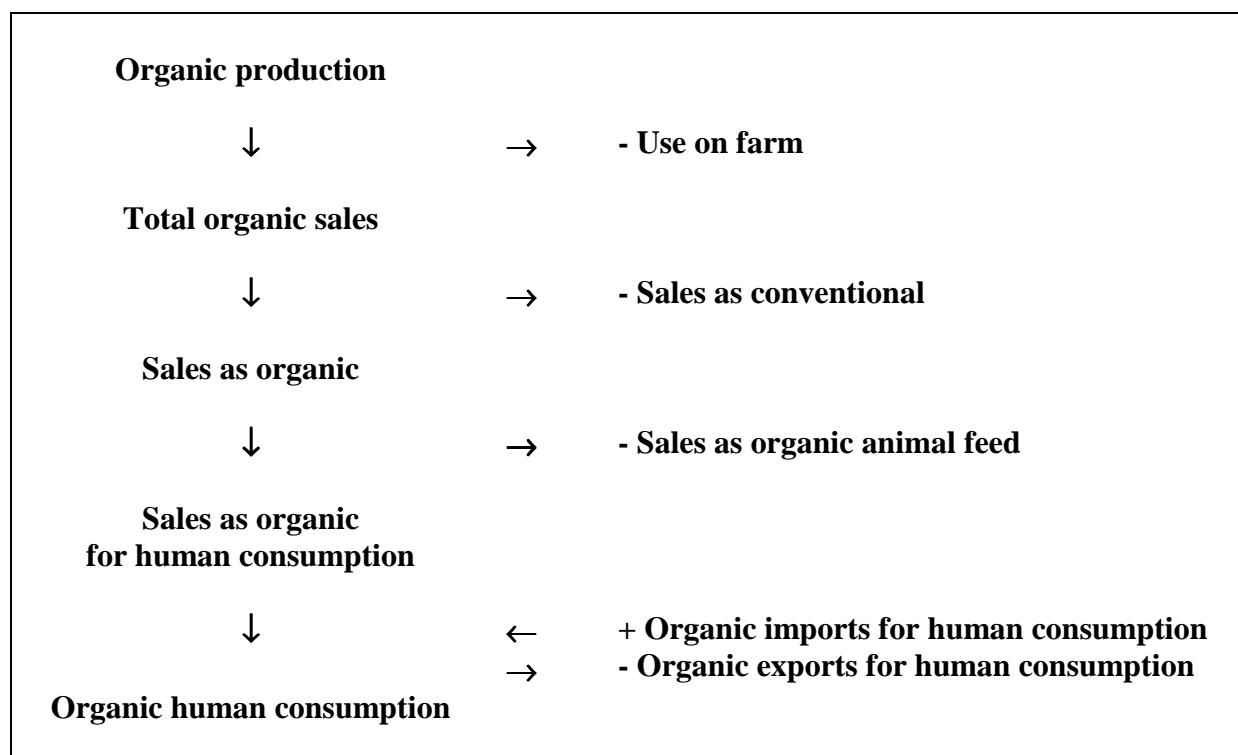 Organic production
↓ → - Use on farm
Total organic sales
↓ → - Sales as conventional
Sales as organic
↓ → - Sales as organic animal feed
Sales as organic
for human consumption
↓ ← + Organic imports for human consumption
→ - Organic exports for human consumption
Organic human consumption